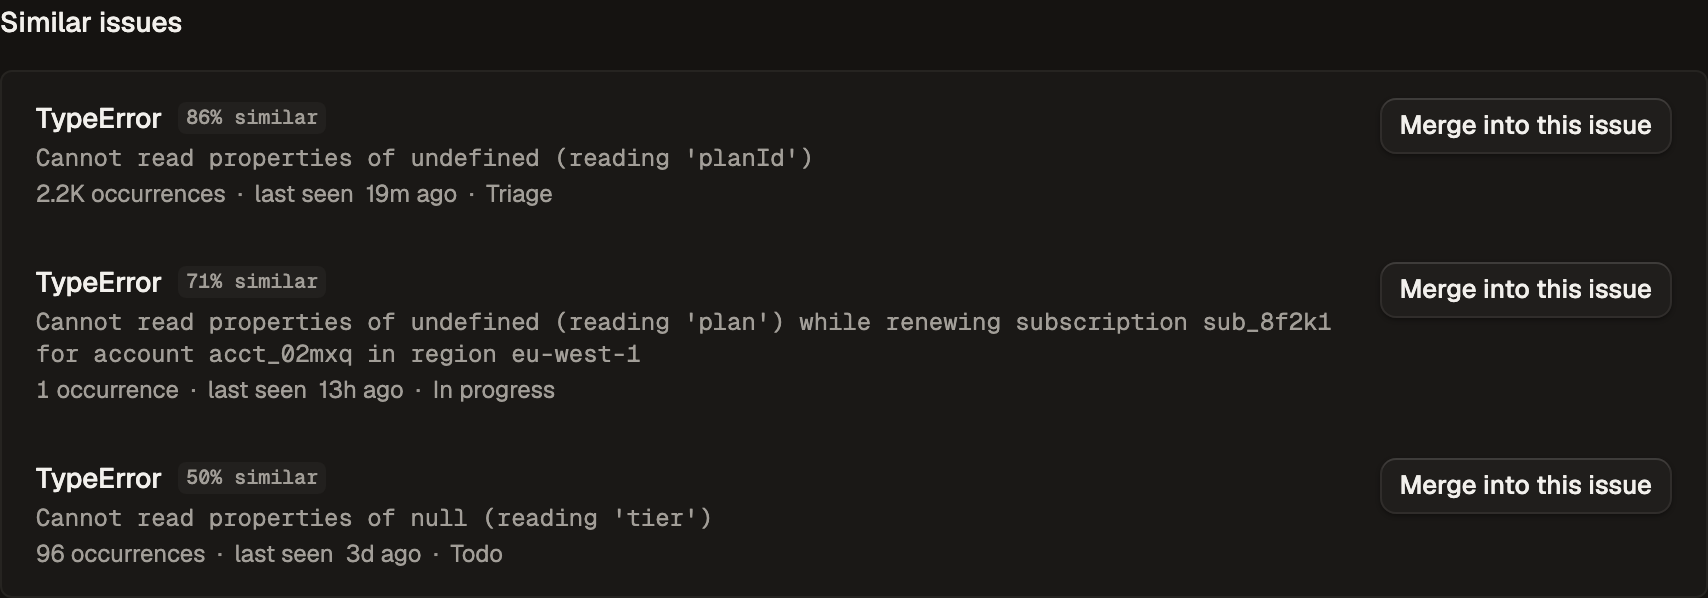 Similar issues
TypeError 86% similar
Merge into this issue
Cannot read properties of undefined (reading 'planId')
2.2K occurrences · last seen 19m ago · Triage
TypeError 71% similar
Merge into this issue
Cannot read properties of undefined (reading 'plan') while renewing subscription sub_8f2k1
for account acct_02mxq in region eu-west-1
1 occurrence · last seen 13h ago · In progress
TypeError 50% similar
Merge into this issue
Cannot read properties of null (reading 'tier')
96 occurrences · last seen 3d ago · Todo